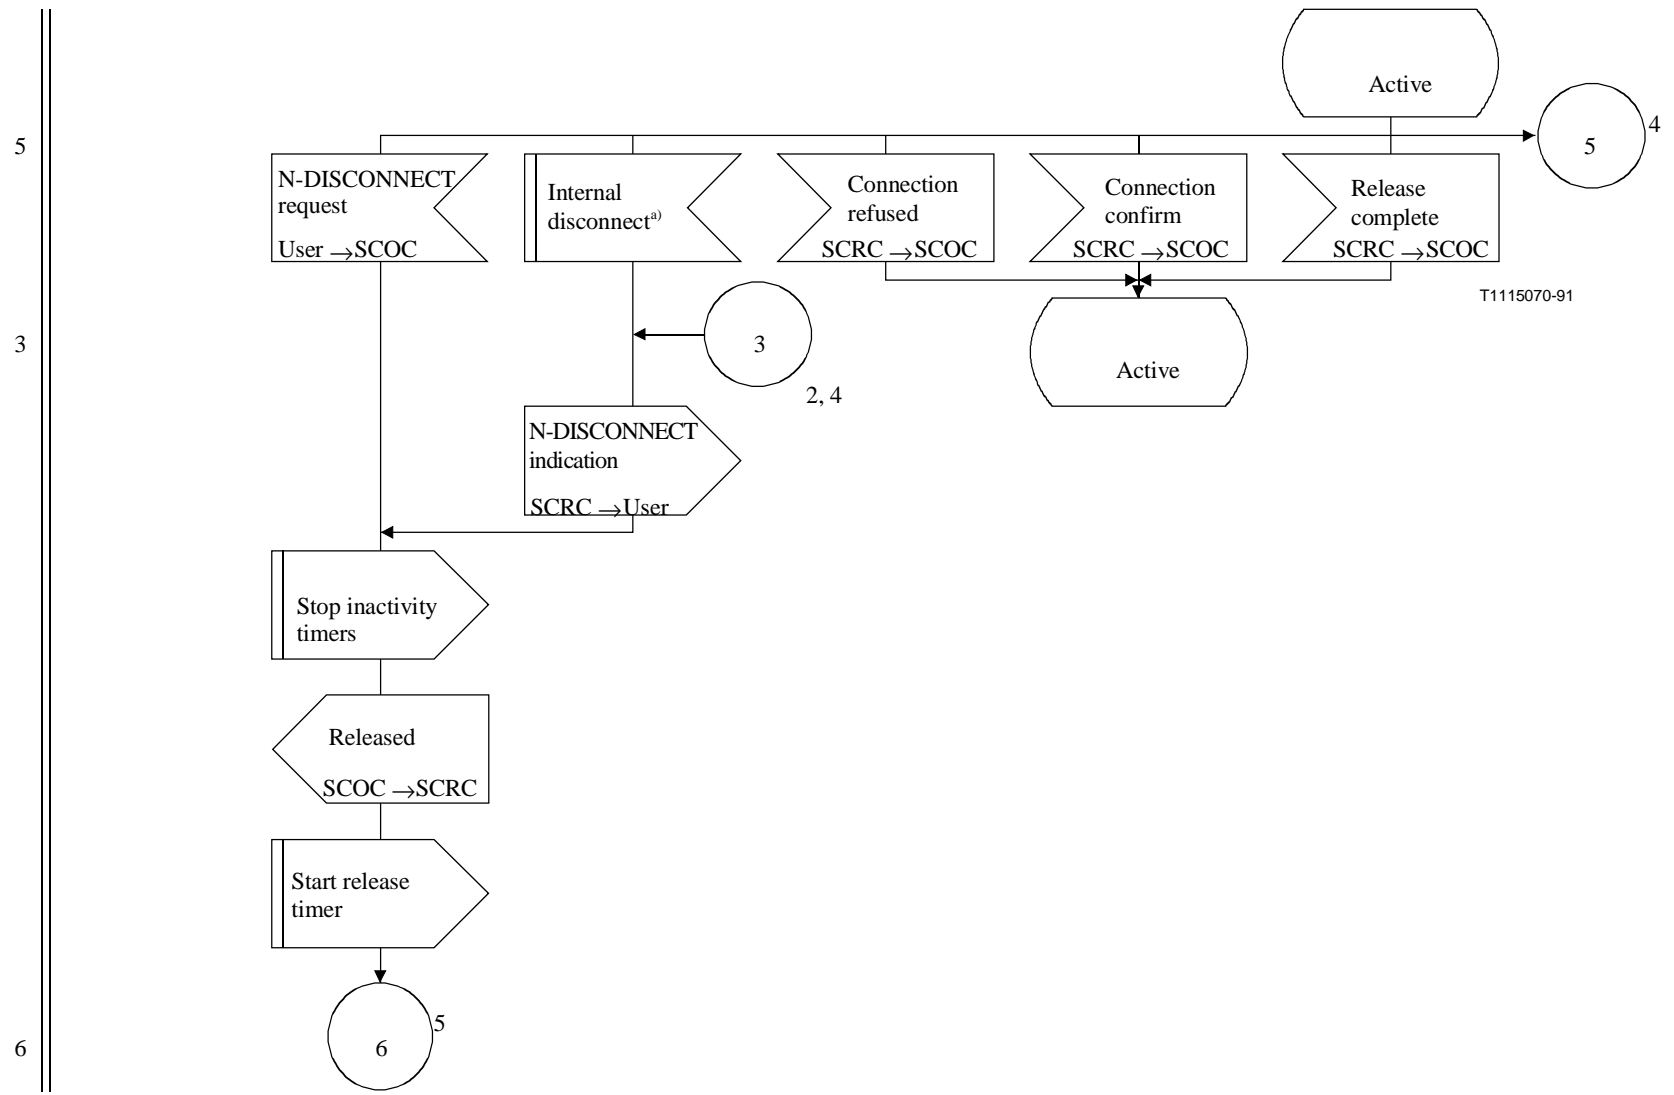 Active
5
4
5
N-DISCONNECT
request
User →SCOC
Internal
disconnect a)
Connection
refused
SCRC →SCOC
Connection
confirm
SCRC →SCOC
Release
complete
SCRC →SCOC
T1115070-91
3
3
2, 4
Active
N-DISCONNECT
indication
SCRC →User
Stop inactivity
timers
Released
SCOC →SCRC
Start release
timer
5
6
6